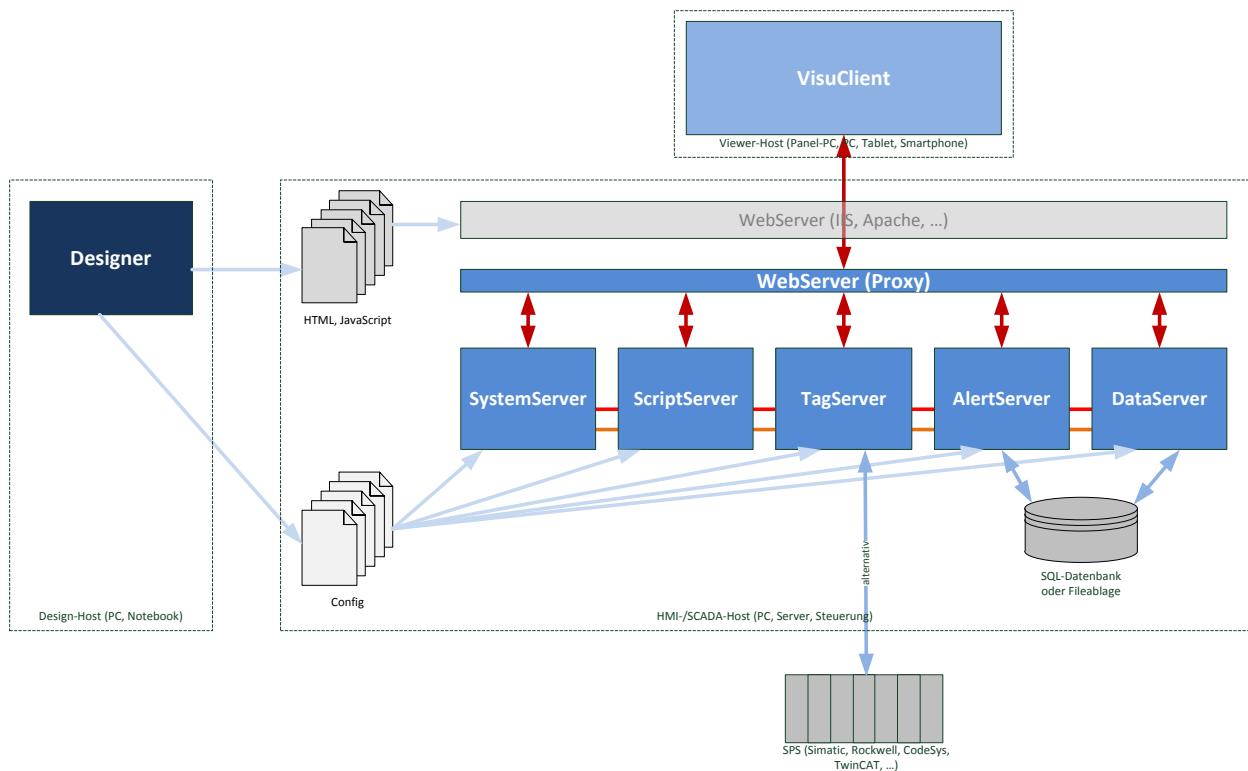 VisuClient
Viewer-Host (Panel-PC, PC, Tablet, Smartphone)
WebServer (IIS, Apache, …)
Designer
WebServer (Proxy)
HTML, JavaScript
SystemServer
ScriptServer
TagServer
AlertServer
DataServer
alternativ
SQL-Datenbank
oder Fileablage
Config
Design-Host (PC, Notebook)
HMI-/SCADA-Host (PC, Server, Steuerung)
SPS (Simatic, Rockwell, CodeSys,
TwinCAT, …)